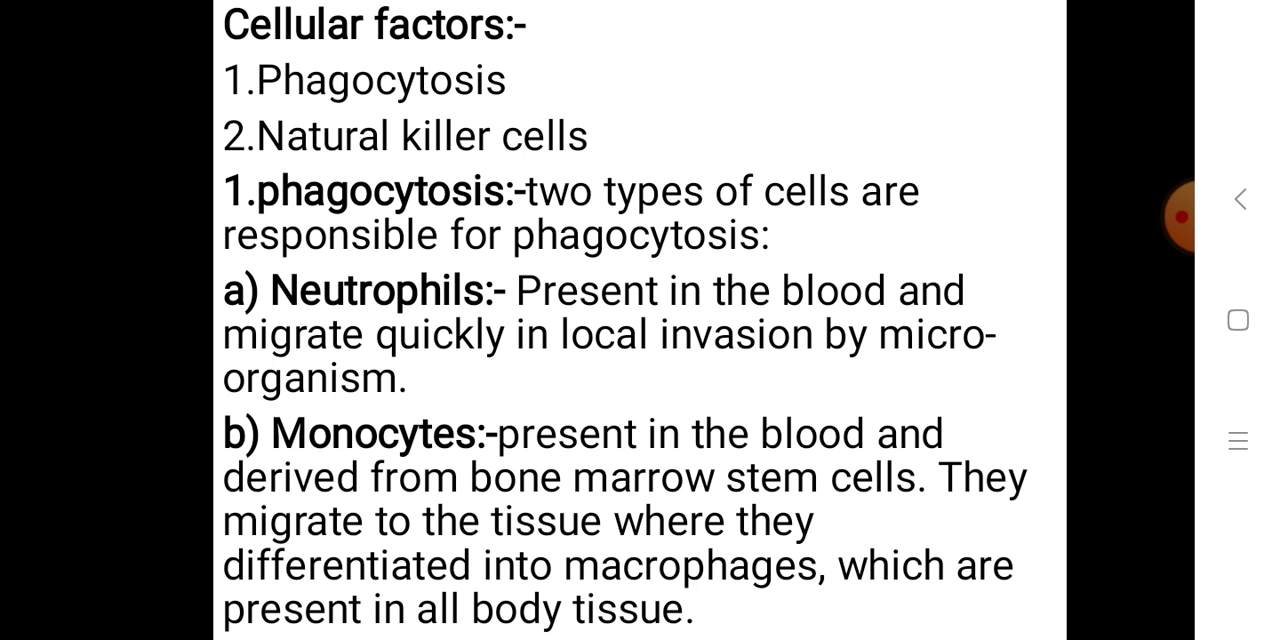 Cellular factors:-
1.Phagocytosis
2.Natural killer cells
1.phagocytosis:-two types of cells are
responsible for phagocytosis:
a) Neutrophils:- Present in the blood and
migrate quickly in local invasion by micro-
organism.
b) Monocytes:-present in the blood and
derived from bone marrow stem cells. They
migrate to the tissue where they
differentiated into macrophages, which are
present in all body tissue.